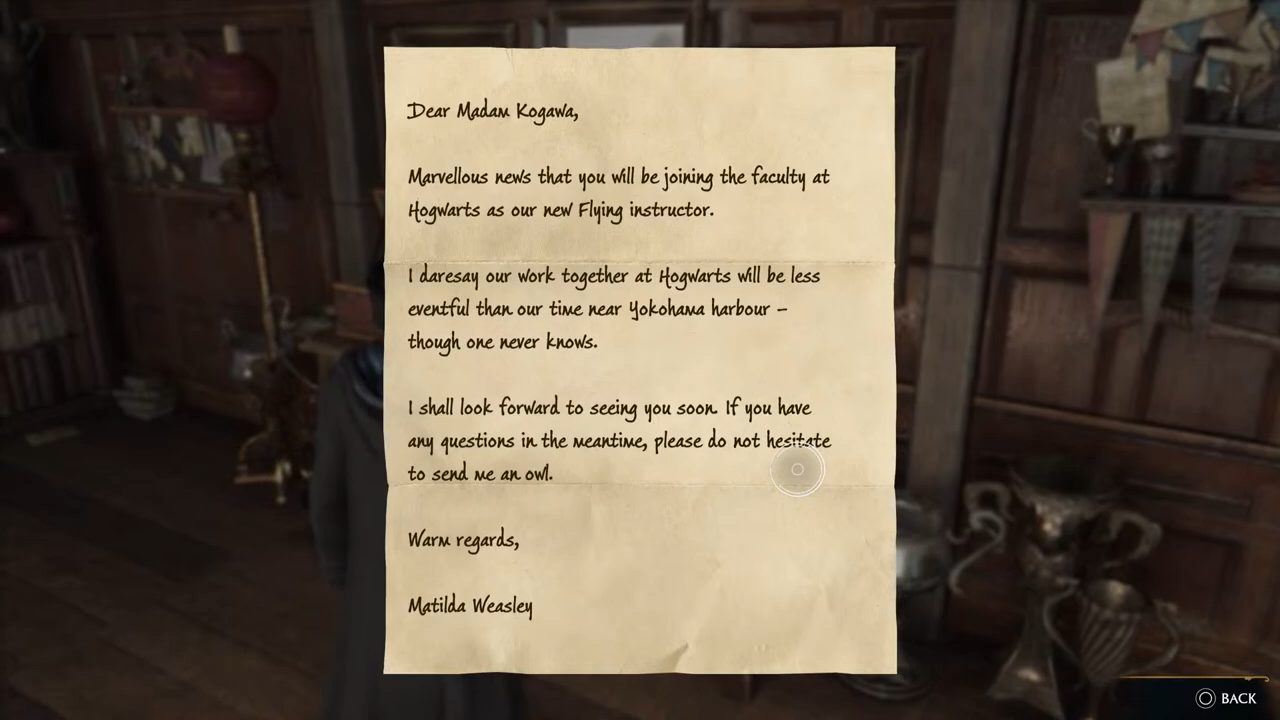 Dear Madam Kogawa,
Marvellous news that you will be joining the faculty at
Hogwarts as our new Flying instructor.
I daresay our work together at Hogwarts will be less
eventful than our time near Yokohama harbour –
though one never knows.
I shall look forward to seeing you soon. If you have
any questions in the meantime, please do not hesitate
to send me an owl.
Warm regards,
Matilda Weasley
BACK